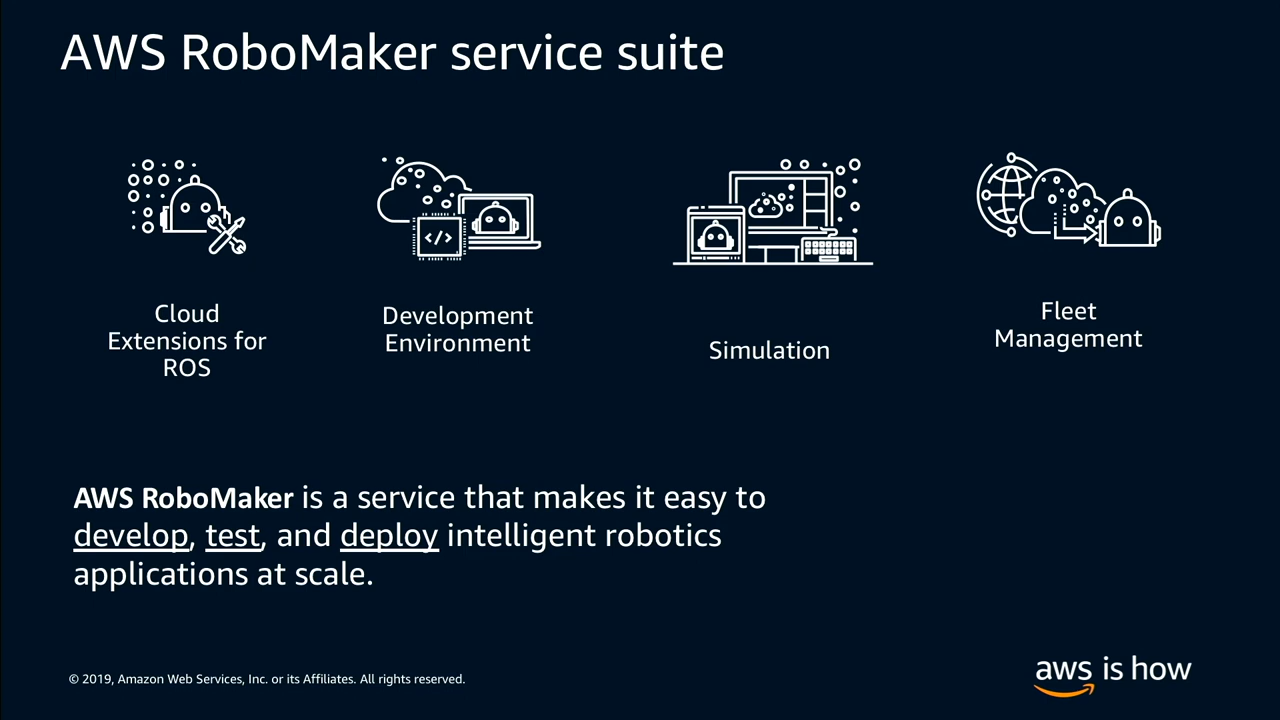 AWS RoboMaker service suite
Cloud
Extensions for
ROS
Development
Environment
Simulation
Fleet
Management
</>
AWS RoboMaker is a service that makes it easy to
develop, test, and deploy intelligent robotics
applications at scale.
© 2019, Amazon Web Services, Inc. or its Affiliates. All rights reserved.
aws is how